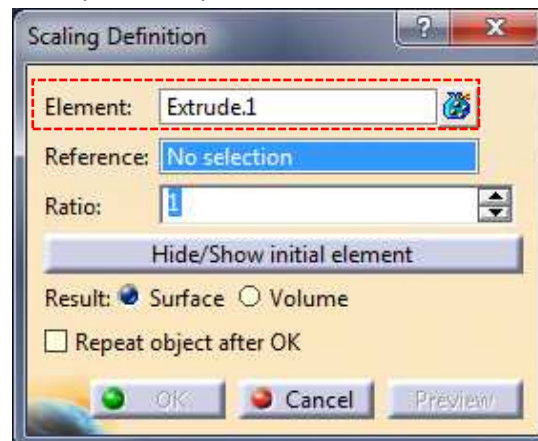 Scaling Definition ? X
Element: Extrude.1
Reference: No selection
Ratio: 1
Hide/Show initial element
Result: Surface Volume
Repeat object after OK
OK Cancel Preview